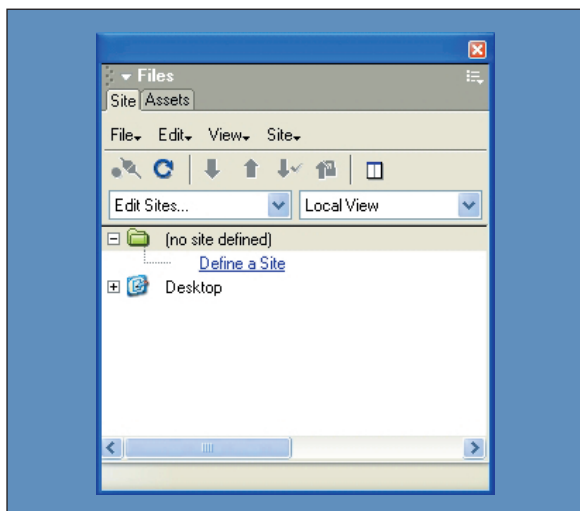 Files
Site Assets
File Edit View Site
Edit Sites... Local View
(no site defined)
Define a Site
Desktop